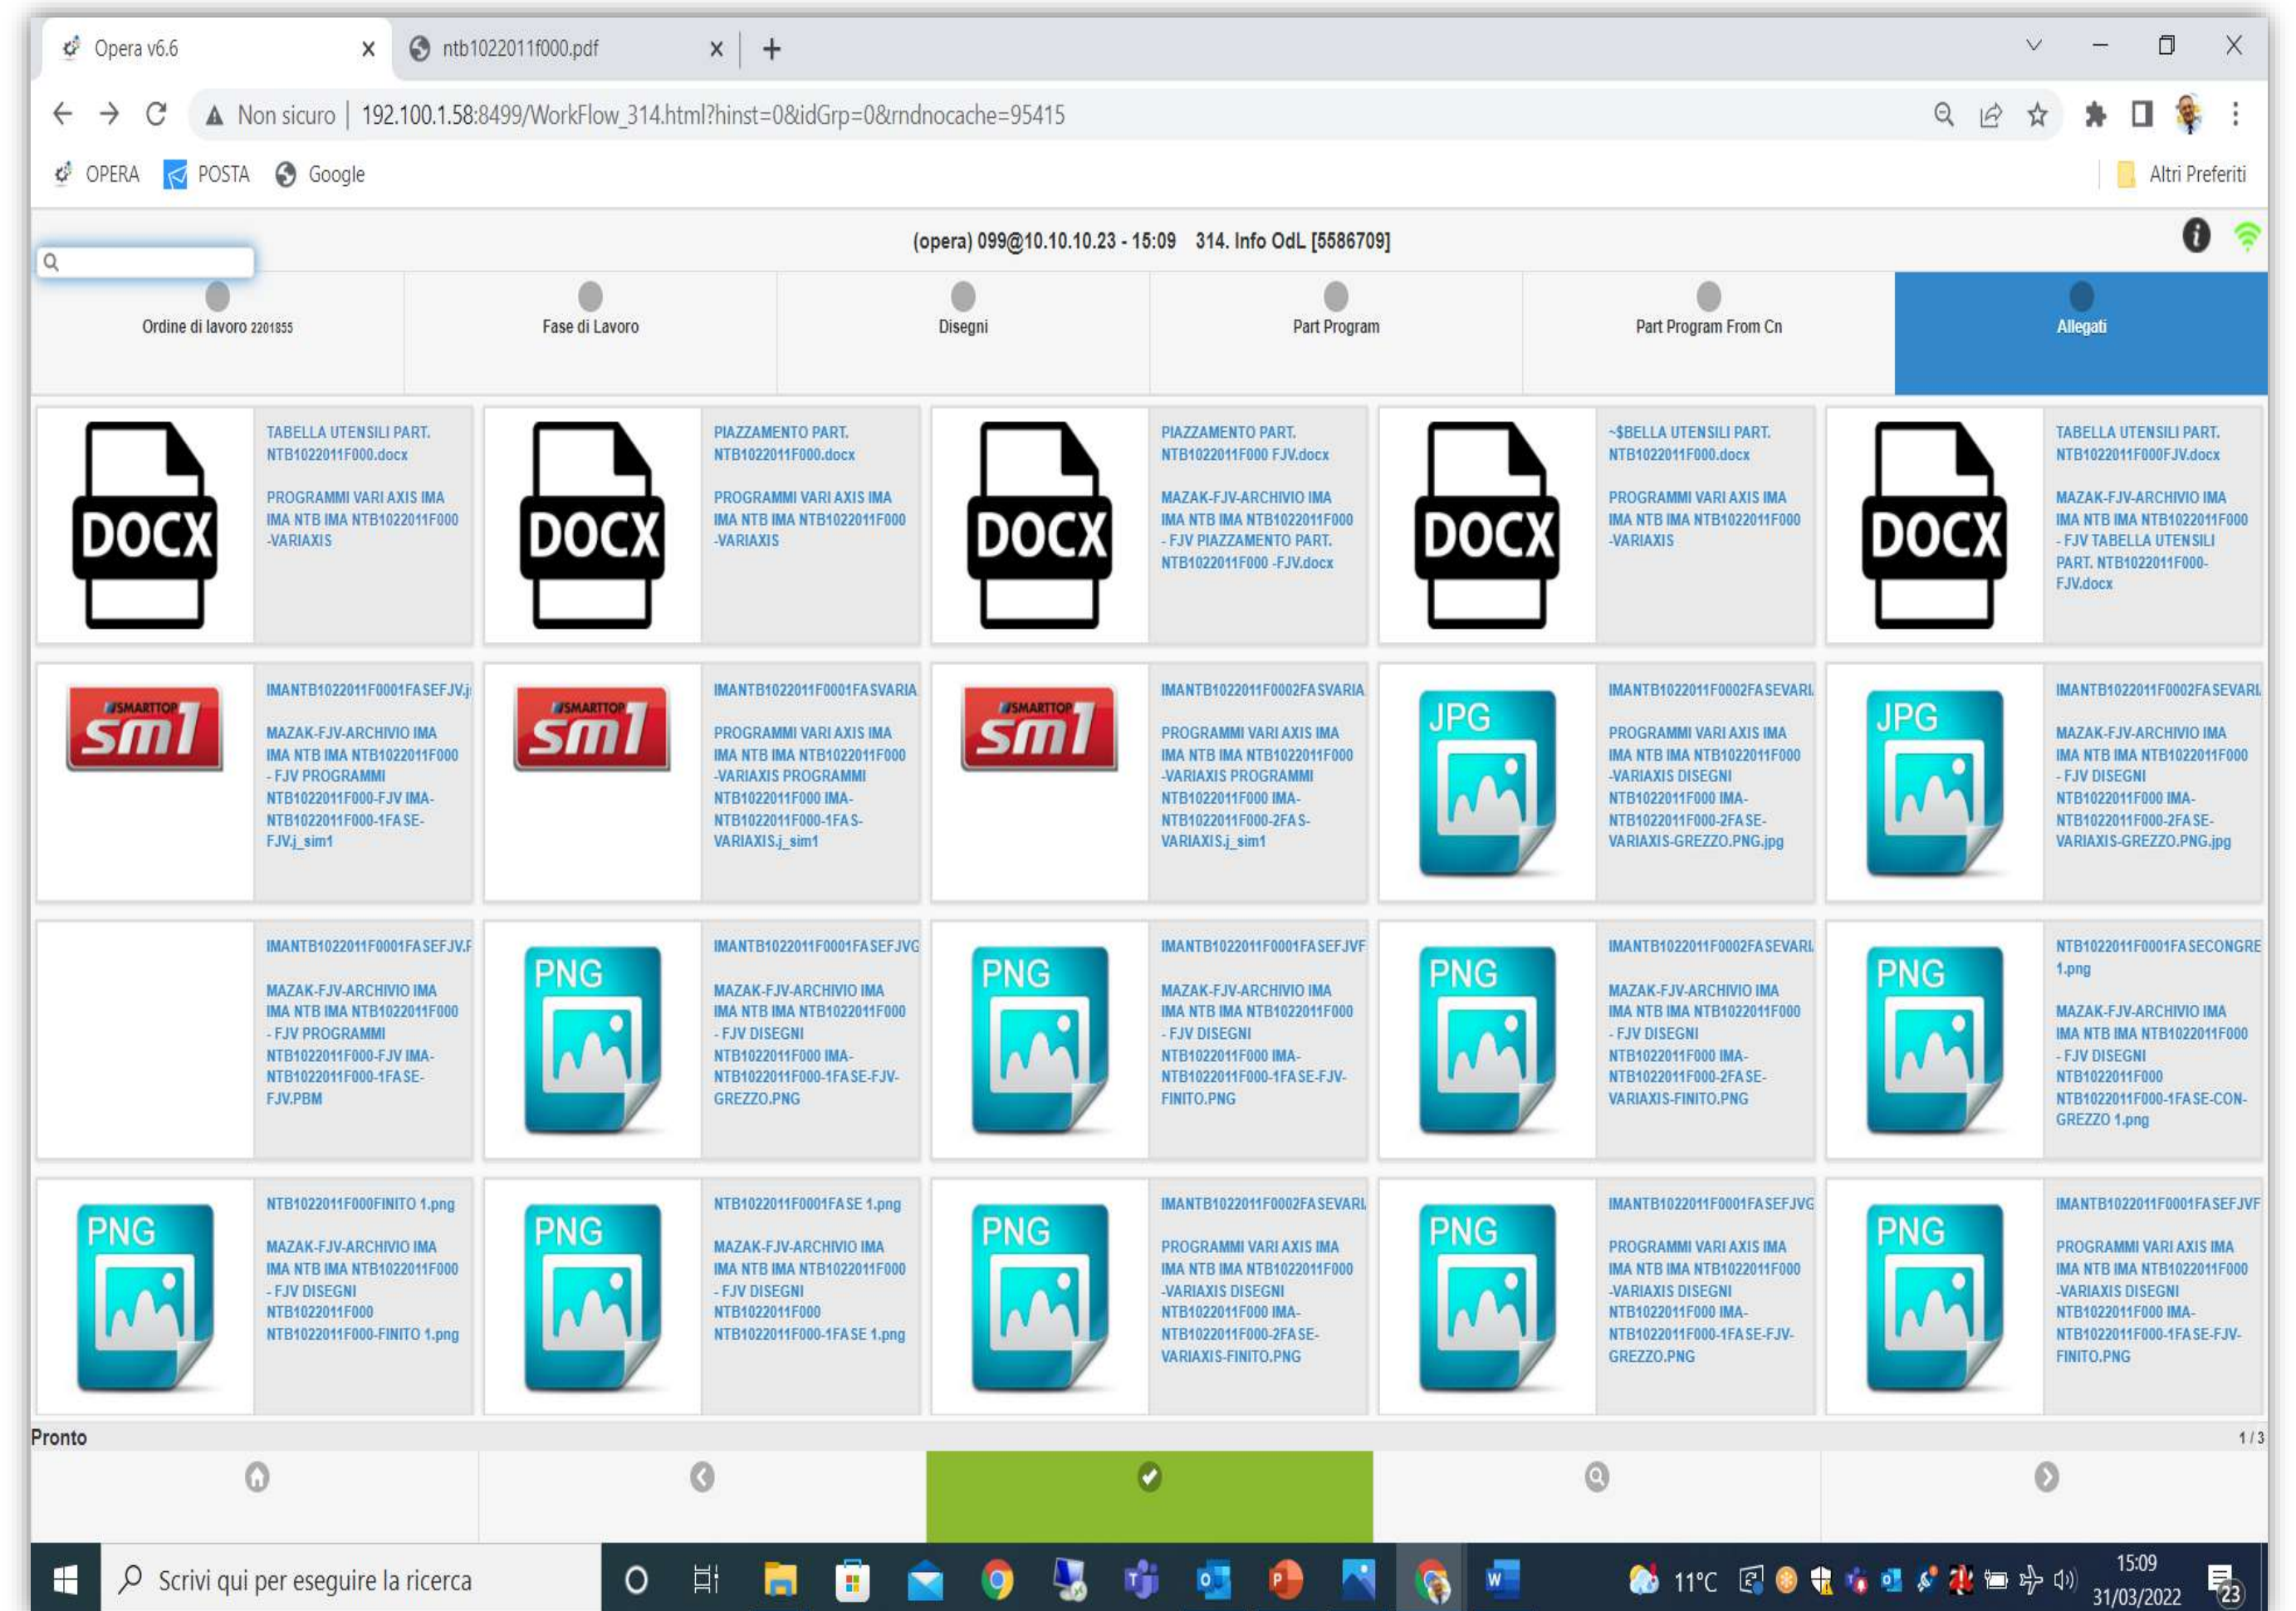 Opera v6.6
ntb1022011f000.pdf
Non sicuro | 192.100.1.58:8499/WorkFlow_314.html?hinst=0&idGrp=0&rndnocache=95415
OPERA POSTA Google Altri Preferiti
(opera) 099@10.10.10.23 - 15:09 314. Info OdL [5586709]
Ordine di lavoro 2201855
Fase di Lavoro
Disegni
Part Program
Part Program From Cn
Allegati
DOCX
TABELLA UTENSILI PART.
NTB1022011F000.docx
PROGRAMMI VARI AXIS IMA
IMA NTB IMA NTB1022011F000
-VARIAXIS
DOCX
PIAZZAMENTO PART.
NTB1022011F000.docx
PROGRAMMI VARI AXIS IMA
IMA NTB IMA NTB1022011F000
-VARIAXIS
DOCX
PIAZZAMENTO PART.
NTB1022011F000 FJV.docx
MAZAK-FJV-ARCHIVIO IMA
IMA NTB IMA NTB1022011F000
- FJV PIAZZAMENTO PART.
NTB1022011F000 -FJV.docx
DOCX
~$BELLA UTENSILI PART.
NTB1022011F000.docx
PROGRAMMI VARI AXIS IMA
IMA NTB IMA NTB1022011F000
-VARIAXIS
DOCX
TABELLA UTENSILI PART.
NTB1022011F000FJV.docx
MAZAK-FJV-ARCHIVIO IMA
IMA NTB IMA NTB1022011F000
- FJV TABELLA UTENSILI
PART. NTB1022011F000-
FJV.docx
SMARTTOP
sm1
IMANTB1022011F0001FASEFJV.j
MAZAK-FJV-ARCHIVIO IMA
IMA NTB IMA NTB1022011F000
- FJV PROGRAMMI
NTB1022011F000-FJV IMA-
NTB1022011F000-1FASE-
FJV.j_sim1
SMARTTOP
sm1
IMANTB1022011F0001FASVARIA
PROGRAMMI VARI AXIS IMA
IMA NTB IMA NTB1022011F000
-VARIAXIS PROGRAMMI
NTB1022011F000 IMA-
NTB1022011F000-1FAS-
VARIAXIS.j_sim1
SMARTTOP
sm1
IMANTB1022011F0002FASVARIA
PROGRAMMI VARI AXIS IMA
IMA NTB IMA NTB1022011F000
-VARIAXIS PROGRAMMI
NTB1022011F000 IMA-
NTB1022011F000-2FAS-
VARIAXIS.j_sim1
JPG
IMANTB1022011F0002FASEVARI
PROGRAMMI VARI AXIS IMA
IMA NTB IMA NTB1022011F000
-VARIAXIS DISEGNI
NTB1022011F000 IMA-
NTB1022011F000-2FASE-
VARIAXIS-GREZZO.PNG.jpg
JPG
IMANTB1022011F0002FASEVARI
MAZAK-FJV-ARCHIVIO IMA
IMA NTB IMA NTB1022011F000
- FJV DISEGNI
NTB1022011F000 IMA-
NTB1022011F000-2FASE-
VARIAXIS-GREZZO.PNG.jpg
IMANTB1022011F0001FASEFJV.P
MAZAK-FJV-ARCHIVIO IMA
IMA NTB IMA NTB1022011F000
- FJV PROGRAMMI
NTB1022011F000-FJV IMA-
NTB1022011F000-1FASE-
FJV.PBM
PNG
IMANTB1022011F0001FASEFJVG
MAZAK-FJV-ARCHIVIO IMA
IMA NTB IMA NTB1022011F000
- FJV DISEGNI
NTB1022011F000 IMA-
NTB1022011F000-1FASE-FJV-
GREZZO.PNG
PNG
IMANTB1022011F0001FASEFJVF
MAZAK-FJV-ARCHIVIO IMA
IMA NTB IMA NTB1022011F000
- FJV DISEGNI
NTB1022011F000 IMA-
NTB1022011F000-1FASE-FJV-
FINITO.PNG
PNG
IMANTB1022011F0002FASEVARI
MAZAK-FJV-ARCHIVIO IMA
IMA NTB IMA NTB1022011F000
- FJV DISEGNI
NTB1022011F000 IMA-
NTB1022011F000-2FASE-
VARIAXIS-FINITO.PNG
PNG
NTB1022011F0001FASECONGRE
1.png
MAZAK-FJV-ARCHIVIO IMA
IMA NTB IMA NTB1022011F000
- FJV DISEGNI
NTB1022011F000
NTB1022011F000-1FASE-CON-
GREZZO 1.png
PNG
NTB1022011F000FINITO 1.png
MAZAK-FJV-ARCHIVIO IMA
IMA NTB IMA NTB1022011F000
- FJV DISEGNI
NTB1022011F000
NTB1022011F000-FINITO 1.png
PNG
NTB1022011F0001FASE 1.png
MAZAK-FJV-ARCHIVIO IMA
IMA NTB IMA NTB1022011F000
- FJV DISEGNI
NTB1022011F000
NTB1022011F000-1FASE 1.png
PNG
IMANTB1022011F0002FASEVARI
PROGRAMMI VARI AXIS IMA
IMA NTB IMA NTB1022011F000
-VARIAXIS DISEGNI
NTB1022011F000 IMA-
NTB1022011F000-2FASE-
VARIAXIS-FINITO.PNG
PNG
IMANTB1022011F0001FASEFJVG
PROGRAMMI VARI AXIS IMA
IMA NTB IMA NTB1022011F000
-VARIAXIS DISEGNI
NTB1022011F000 IMA-
NTB1022011F000-1FASE-FJV-
GREZZO.PNG
PNG
IMANTB1022011F0001FASEFJVF
PROGRAMMI VARI AXIS IMA
IMA NTB IMA NTB1022011F000
-VARIAXIS DISEGNI
NTB1022011F000 IMA-
NTB1022011F000-1FASE-FJV-
FINITO.PNG
Pronto
1 / 3
Scrivi qui per eseguire la ricerca
11°C
15:09
31/03/2022
23